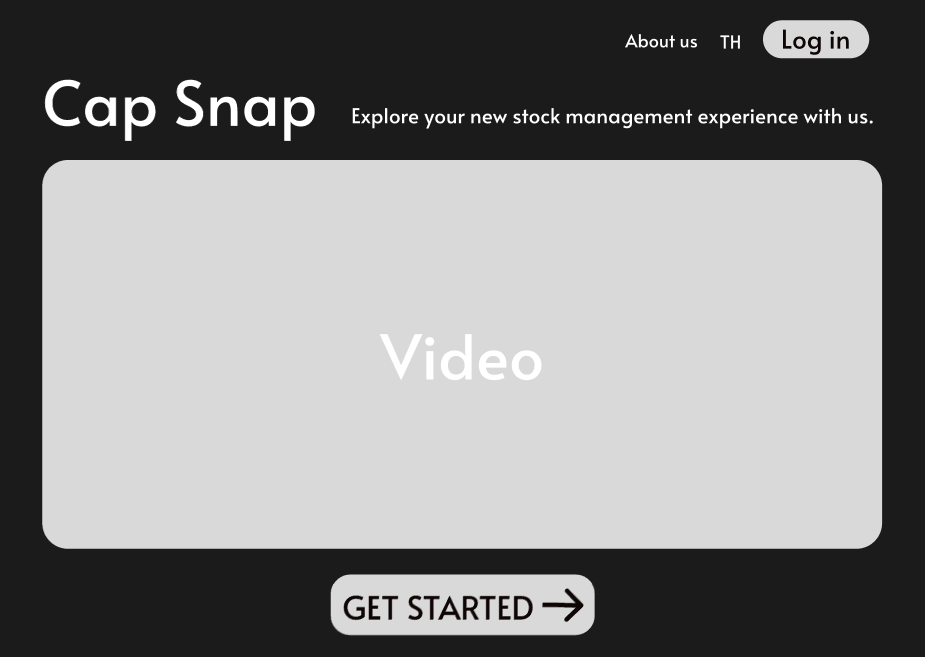 About us TH Log in
Cap Snap Explore your new stock management experience with us.
Video
GET STARTED